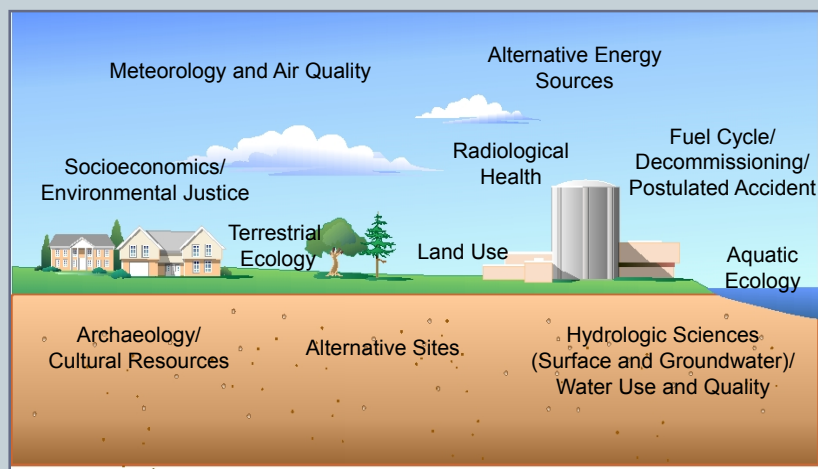 Meteorology and Air Quality
Alternative Energy
Sources
Socioeconomics/
Environmental Justice
Radiological
Health
Fuel Cycle/
Decommissioning/
Postulated Accident
Terrestrial
Ecology
Land Use
Aquatic
Ecology
Archaeology/
Cultural Resources
Alternative Sites
Hydrologic Sciences
(Surface and Groundwater)/
Water Use and Quality